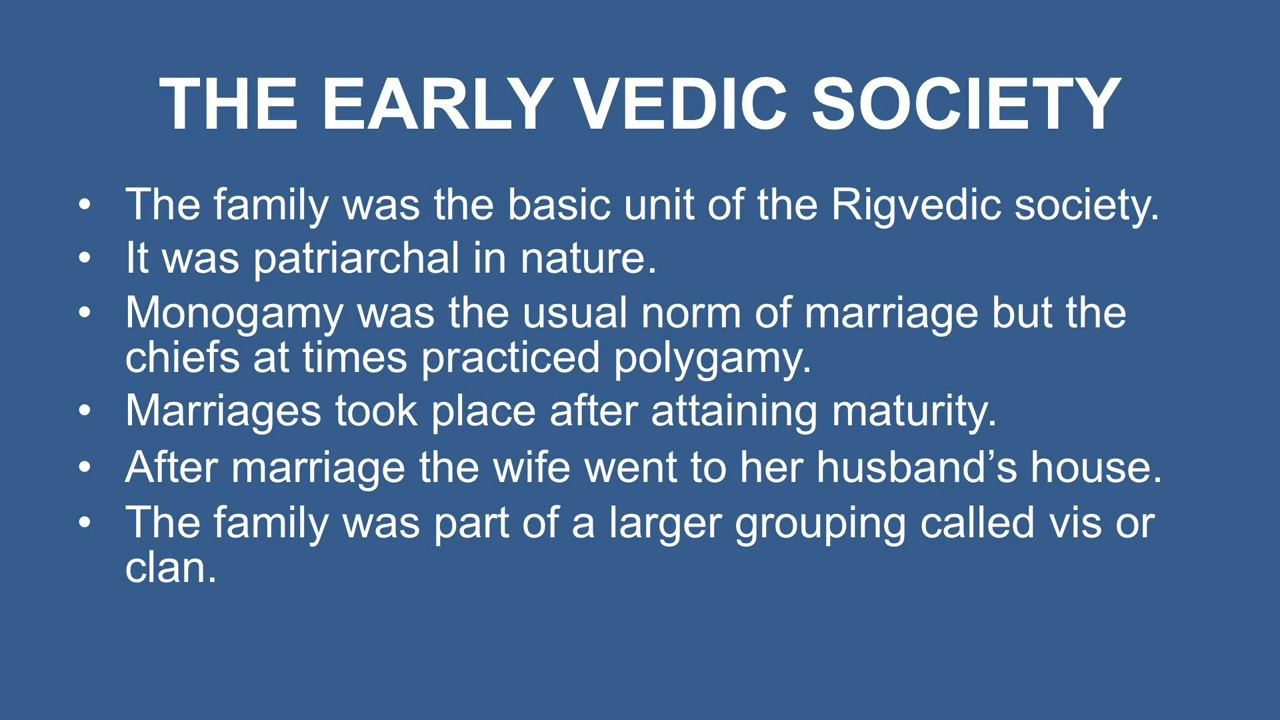 THE EARLY VEDIC SOCIETY
• The family was the basic unit of the Rigvedic society.
• It was patriarchal in nature.
• Monogamy was the usual norm of marriage but the
chiefs at times practiced polygamy.
• Marriages took place after attaining maturity.
• After marriage the wife went to her husband’s house.
• The family was part of a larger grouping called vis or
clan.